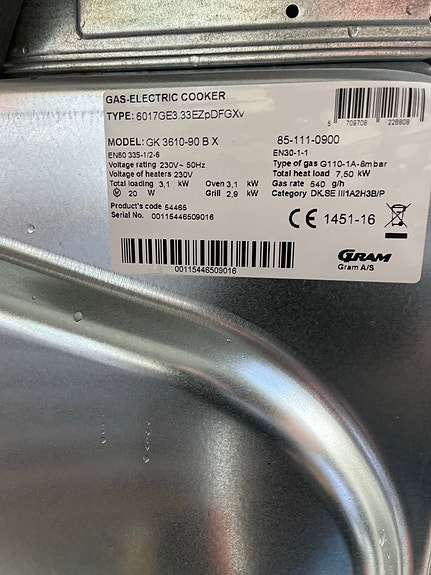 GAS-ELECTRIC COOKER
TYPE: 6017GE3.33EZpDFGXv
5 709708 226808
MODEL: GK 3610-90 B X 85-111-0900
EN60 335-1/2-6 EN30-1-1
Voltage rating 230V~ 50Hz Type of gas G110-1A-8mbar
Voltage of heaters 230V Total heat load 7,50 kW
Total loading 3,1 kW Oven 3,1 kW Gas rate 540 g/h
M 20 W Grill 2,9 kW Category DK.SE III1A2H3B/P
Product's code 54465
Serial No. 00115446509016
CE 1451-16
00115446509016
GRAM
Gram A/S